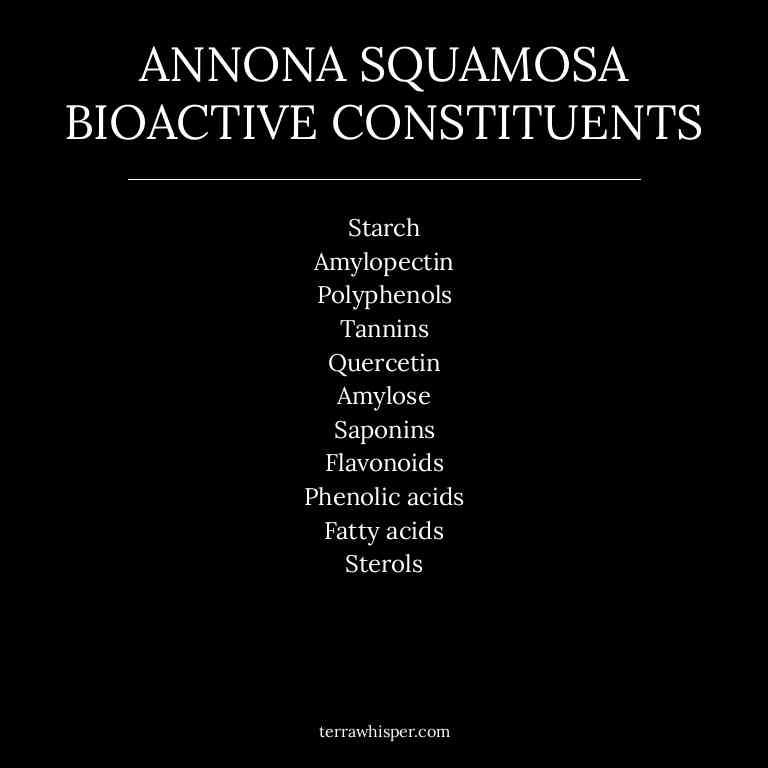 ANNONA SQUAMOSA
BIOACTIVE CONSTITUENTS
Starch
Amylopectin
Polyphenols
Tannins
Quercetin
Amylose
Saponins
Flavonoids
Phenolic acids
Fatty acids
Sterols
terrawhisper.com